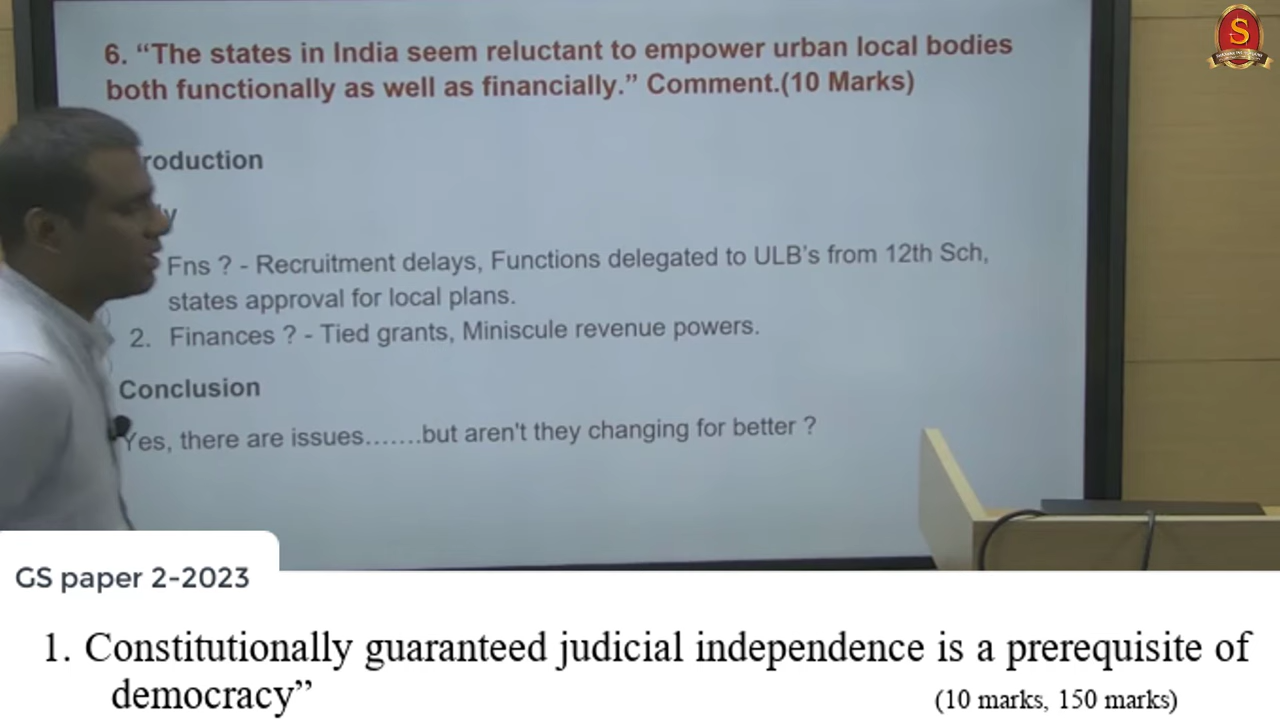 S
6. “The states in India seem reluctant to empower urban local bodies
both functionally as well as financially.” Comment.(10 Marks)
roduction
y
Fns ? - Recruitment delays, Functions delegated to ULB's from 12th Sch,
states approval for local plans.
2. Finances ? - Tied grants, Miniscule revenue powers.
Conclusion
Yes, there are issues.......but aren't they changing for better ?
GS paper 2-2023
1. Constitutionally guaranteed judicial independence is a prerequisite of
democracy”
(10 marks, 150 marks)